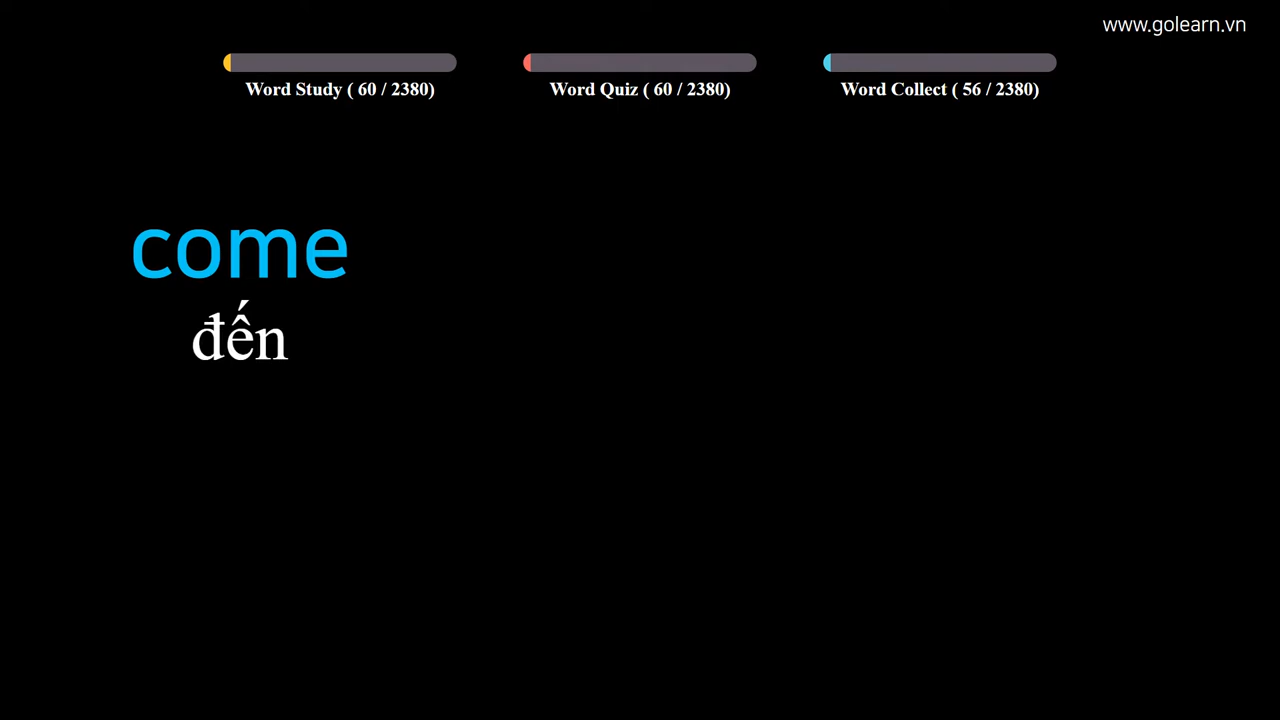 www.golearn.vn
Word Study ( 60 / 2380)
Word Quiz ( 60 / 2380)
Word Collect ( 56 / 2380)
come
đến